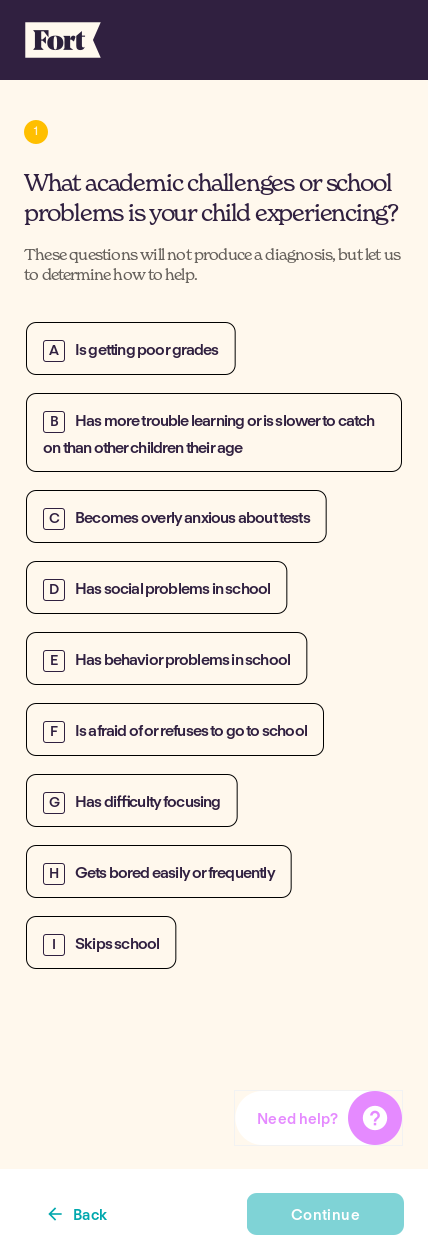 Fort
1
What academic challenges or school
problems is your child experiencing?
These questions will not produce a diagnosis, but let us
to determine how to help.
A Is getting poor grades
B Has more trouble learning or is slower to catch
on than other children their age
C Becomes overly anxious about tests
D Has social problems in school
E Has behavior problems in school
F Is afraid of or refuses to go to school
G Has difficulty focusing
H Gets bored easily or frequently
I Skips school
Need help? ?
Back Continue